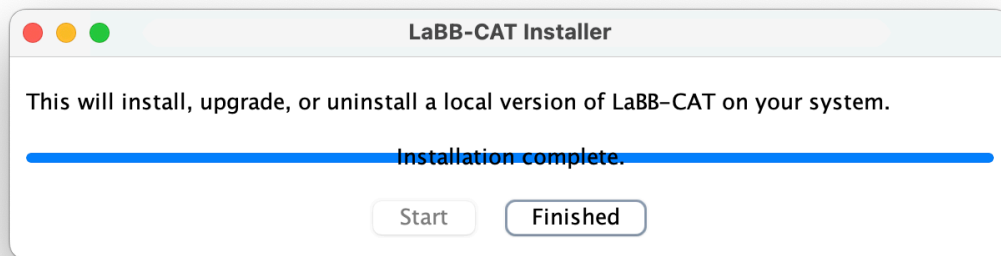 LaBB-CAT Installer
This will install, upgrade, or uninstall a local version of LaBB-CAT on your system.
Installation complete.
Start Finished